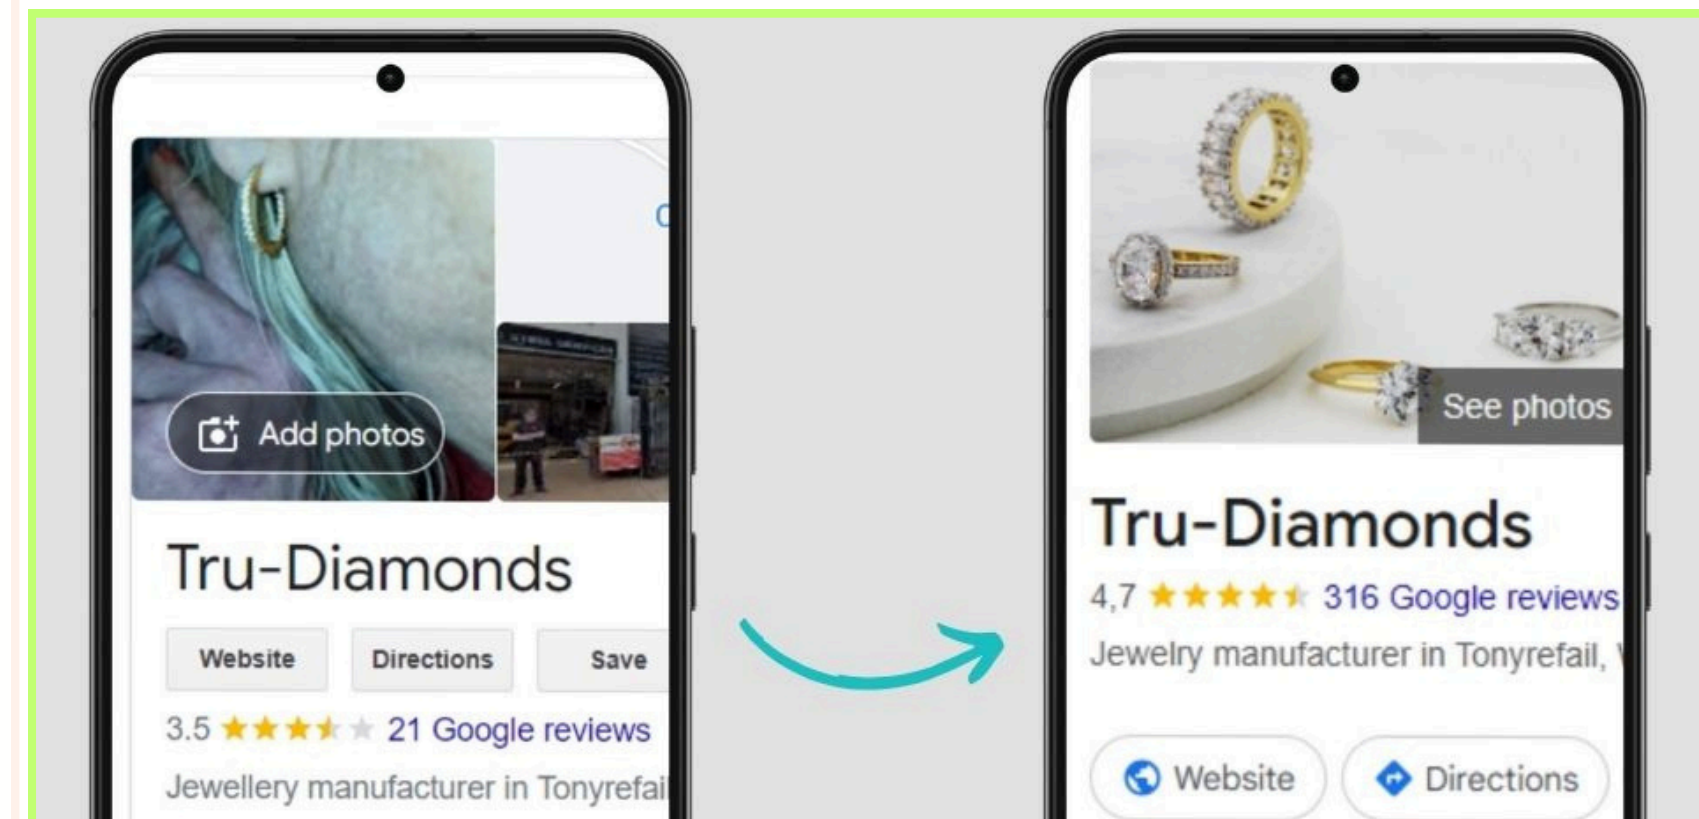 C
Add photos
Tru-Diamonds
Website
Directions
Save
3.5
21 Google reviews
Jewellery manufacturer in Tonyrefail
See photos
Tru-Diamonds
4,7
316 Google reviews
Jewelry manufacturer in Tonyrefail,
Website
Directions